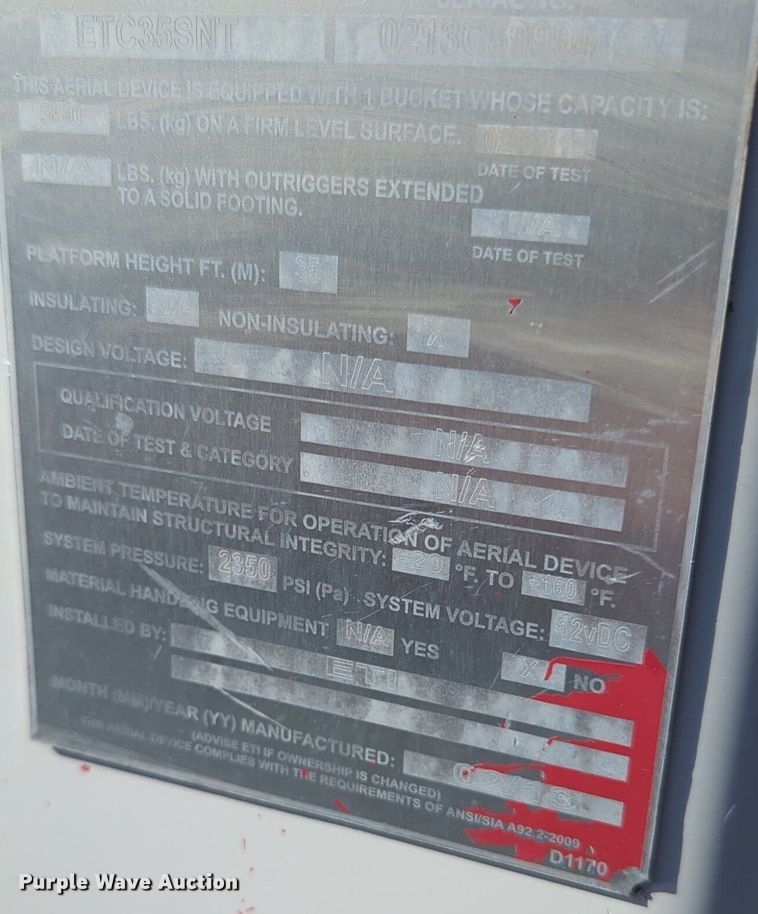 SERIAL NO.
ETC35SNT
THIS AERIAL DEVICE IS EQUIPPED WITH 1 BUCKET WHOSE CAPACITY IS:
350 LBS. (kg) ON A FIRM LEVEL SURFACE.
DATE OF TEST
N/A LBS. (kg) WITH OUTRIGGERS EXTENDED
TO A SOLID FOOTING.
N/A
DATE OF TEST
PLATFORM HEIGHT FT. (M): 35
INSULATING: N/A NON-INSULATING: X
DESIGN VOLTAGE: N/A
QUALIFICATION VOLTAGE N/A
DATE OF TEST & CATEGORY N/A
AMBIENT TEMPERATURE FOR OPERATION OF AERIAL DEVICE
TO MAINTAIN STRUCTURAL INTEGRITY: -20 °F. TO +160 °F.
SYSTEM PRESSURE: 2350 PSI (Pa) SYSTEM VOLTAGE: 12vDC
MATERIAL HANDLING EQUIPMENT N/A YES X NO
INSTALLED BY: ETI
MONTH (MM)/YEAR (YY) MANUFACTURED: 02/13
(ADVISE ETI IF OWNERSHIP IS CHANGED)
THIS AERIAL DEVICE COMPLIES WITH THE REQUIREMENTS OF ANSI/SIA A92.2-2009
D1170
Purple Wave Auction